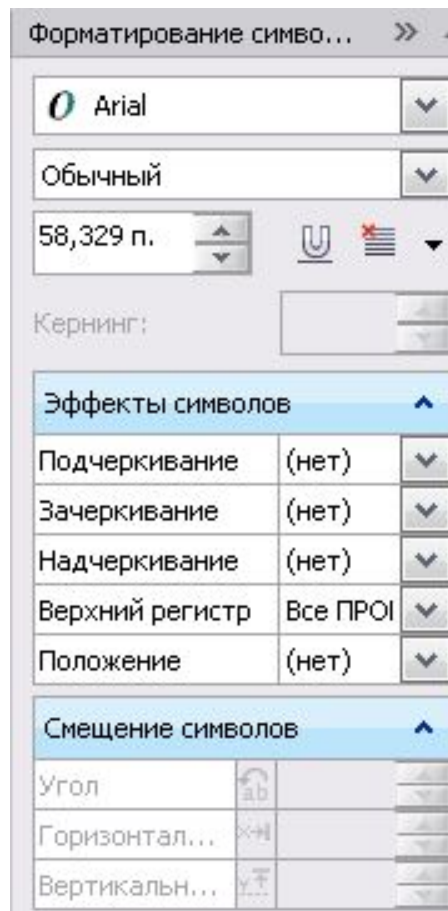 Форматирование симво...
O Arial
Обычный
58,329 п.
Кернинг:
Эффекты символов
Подчеркивание (нет)
Зачеркивание (нет)
Надчеркивание (нет)
Верхний регистр Все ПРОІ
Положение (нет)
Смещение символов
Угол ab
Горизонтал...
Вертикальн...